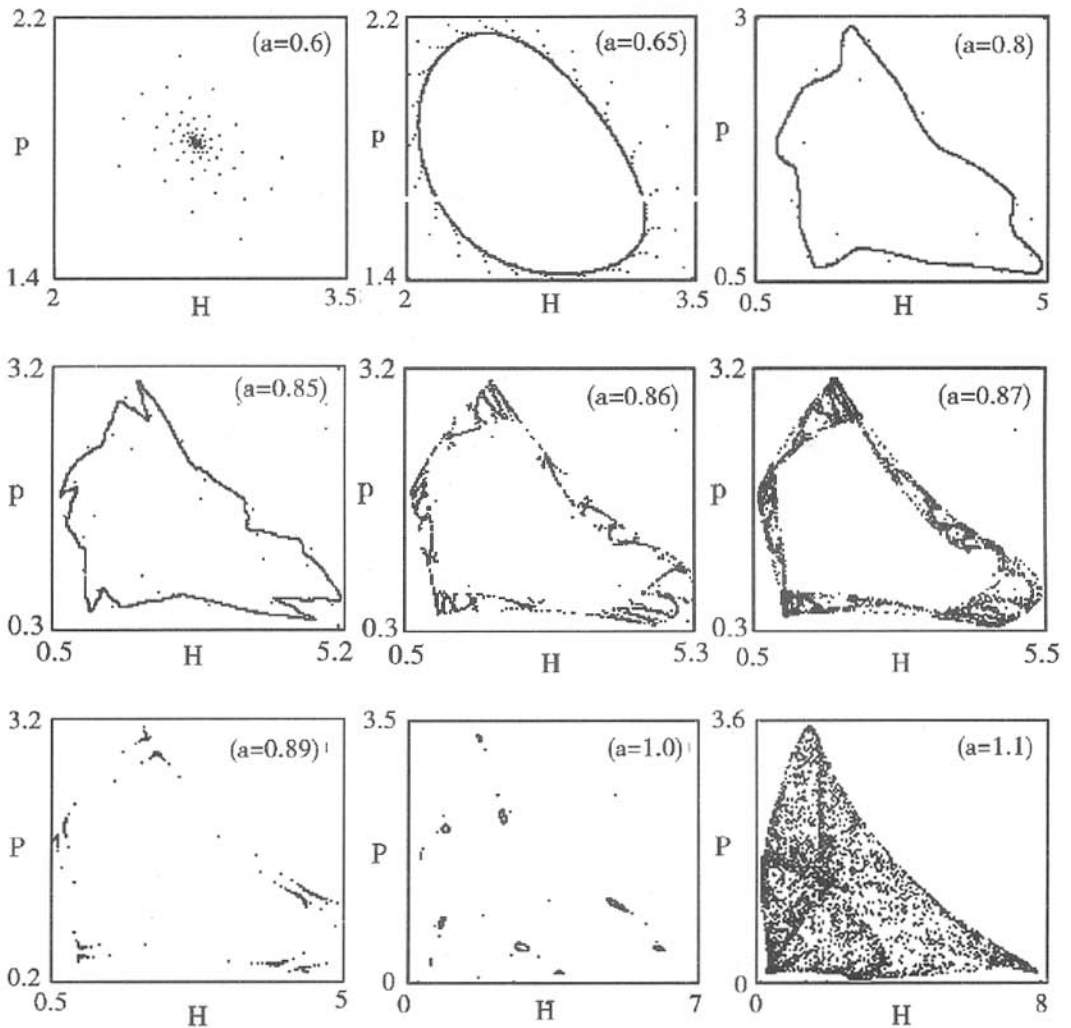 2.2
(a=0.6)
p
1.4
2
H
3.5
2.2
(a=0.65)
p
1.4
2
H
3.5
3
(a=0.8)
p
0.5
0.5
H
5
3.2
(a=0.85)
p
0.3
0.5
H
5.2
3.2
(a=0.86)
p
0.3
0.5
H
5.3
3.2
(a=0.87)
p
0.3
0.5
H
5.5
3.2
(a=0.89)
P
0.2
0.5
H
5
3.5
(a=1.0)
P
0
0
H
7
3.6
(a=1.1)
P
0
0
H
8